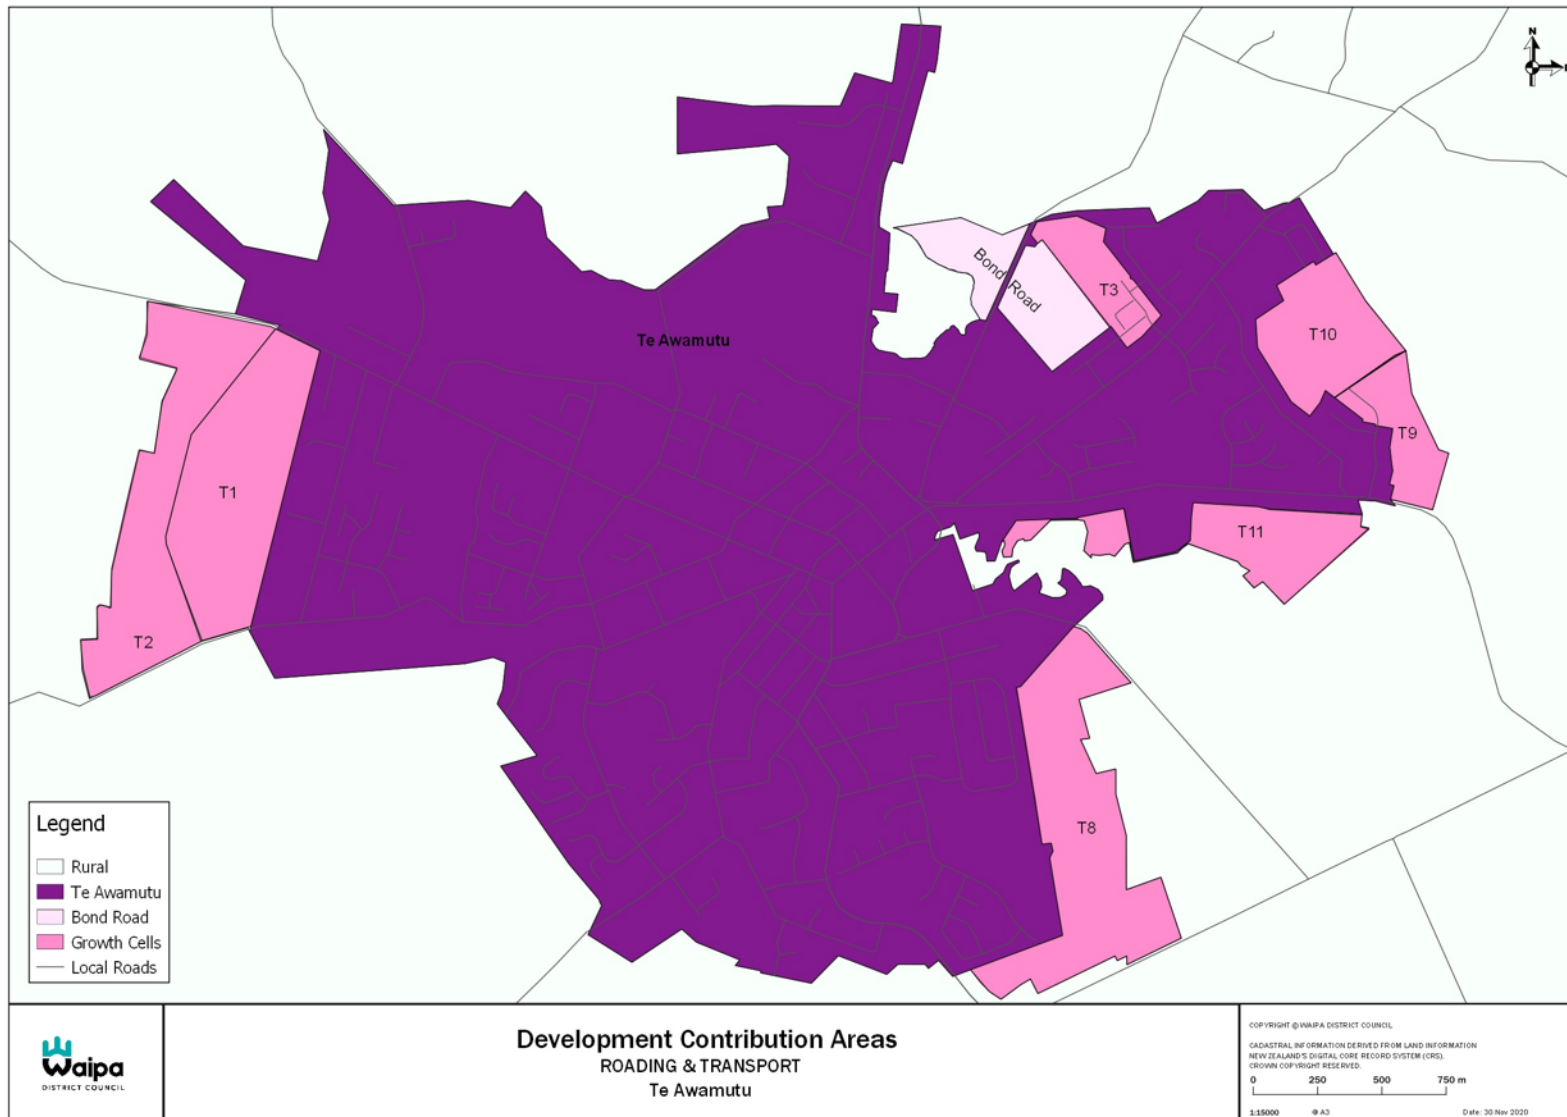 N
E
Bond Road
T3
T10
Te Awamutu
T9
T1
T11
T2
T8
Legend
Rural
Te Awamutu
Bond Road
Growth Cells
Local Roads
Waipa
DISTRICT COUNCIL
Development Contribution Areas
ROADING & TRANSPORT
Te Awamutu
COPYRIGHT @ WAIPA DISTRICT COUNCIL
CADASTRAL INFORMATION DERIVED FROM LAND INFORMATION
NEW ZEALAND'S DIGITAL CORE RECORD SYSTEM (CRS).
CROWN COPYRIGHT RESERVED.
0 250 500 750 m
1:15000 @ A3 Date: 30 Nov 2020